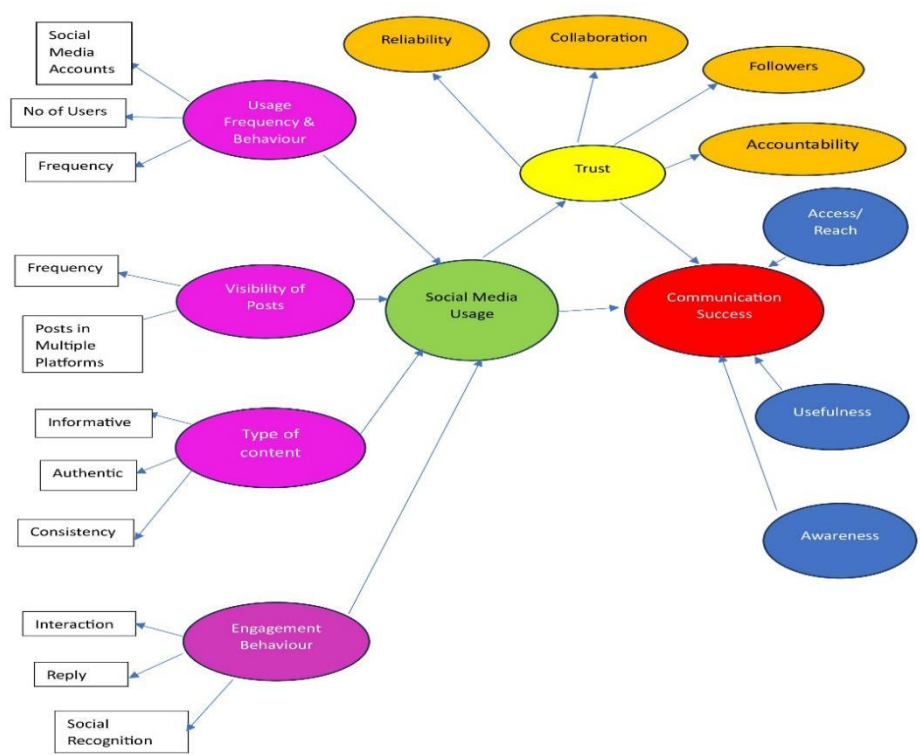 Social
Media
Accounts
No of Users
Frequency
Usage
Frequency &
Behaviour
Reliability
Collaboration
Followers
Accountability
Trust
Access/
Reach
Frequency
Posts in
Multiple
Platforms
Visibility of
Posts
Social Media
Usage
Communication
Success
Informative
Authentic
Consistency
Type of
content
Usefulness
Awareness
Interaction
Reply
Social
Recognition
Engagement
Behaviour